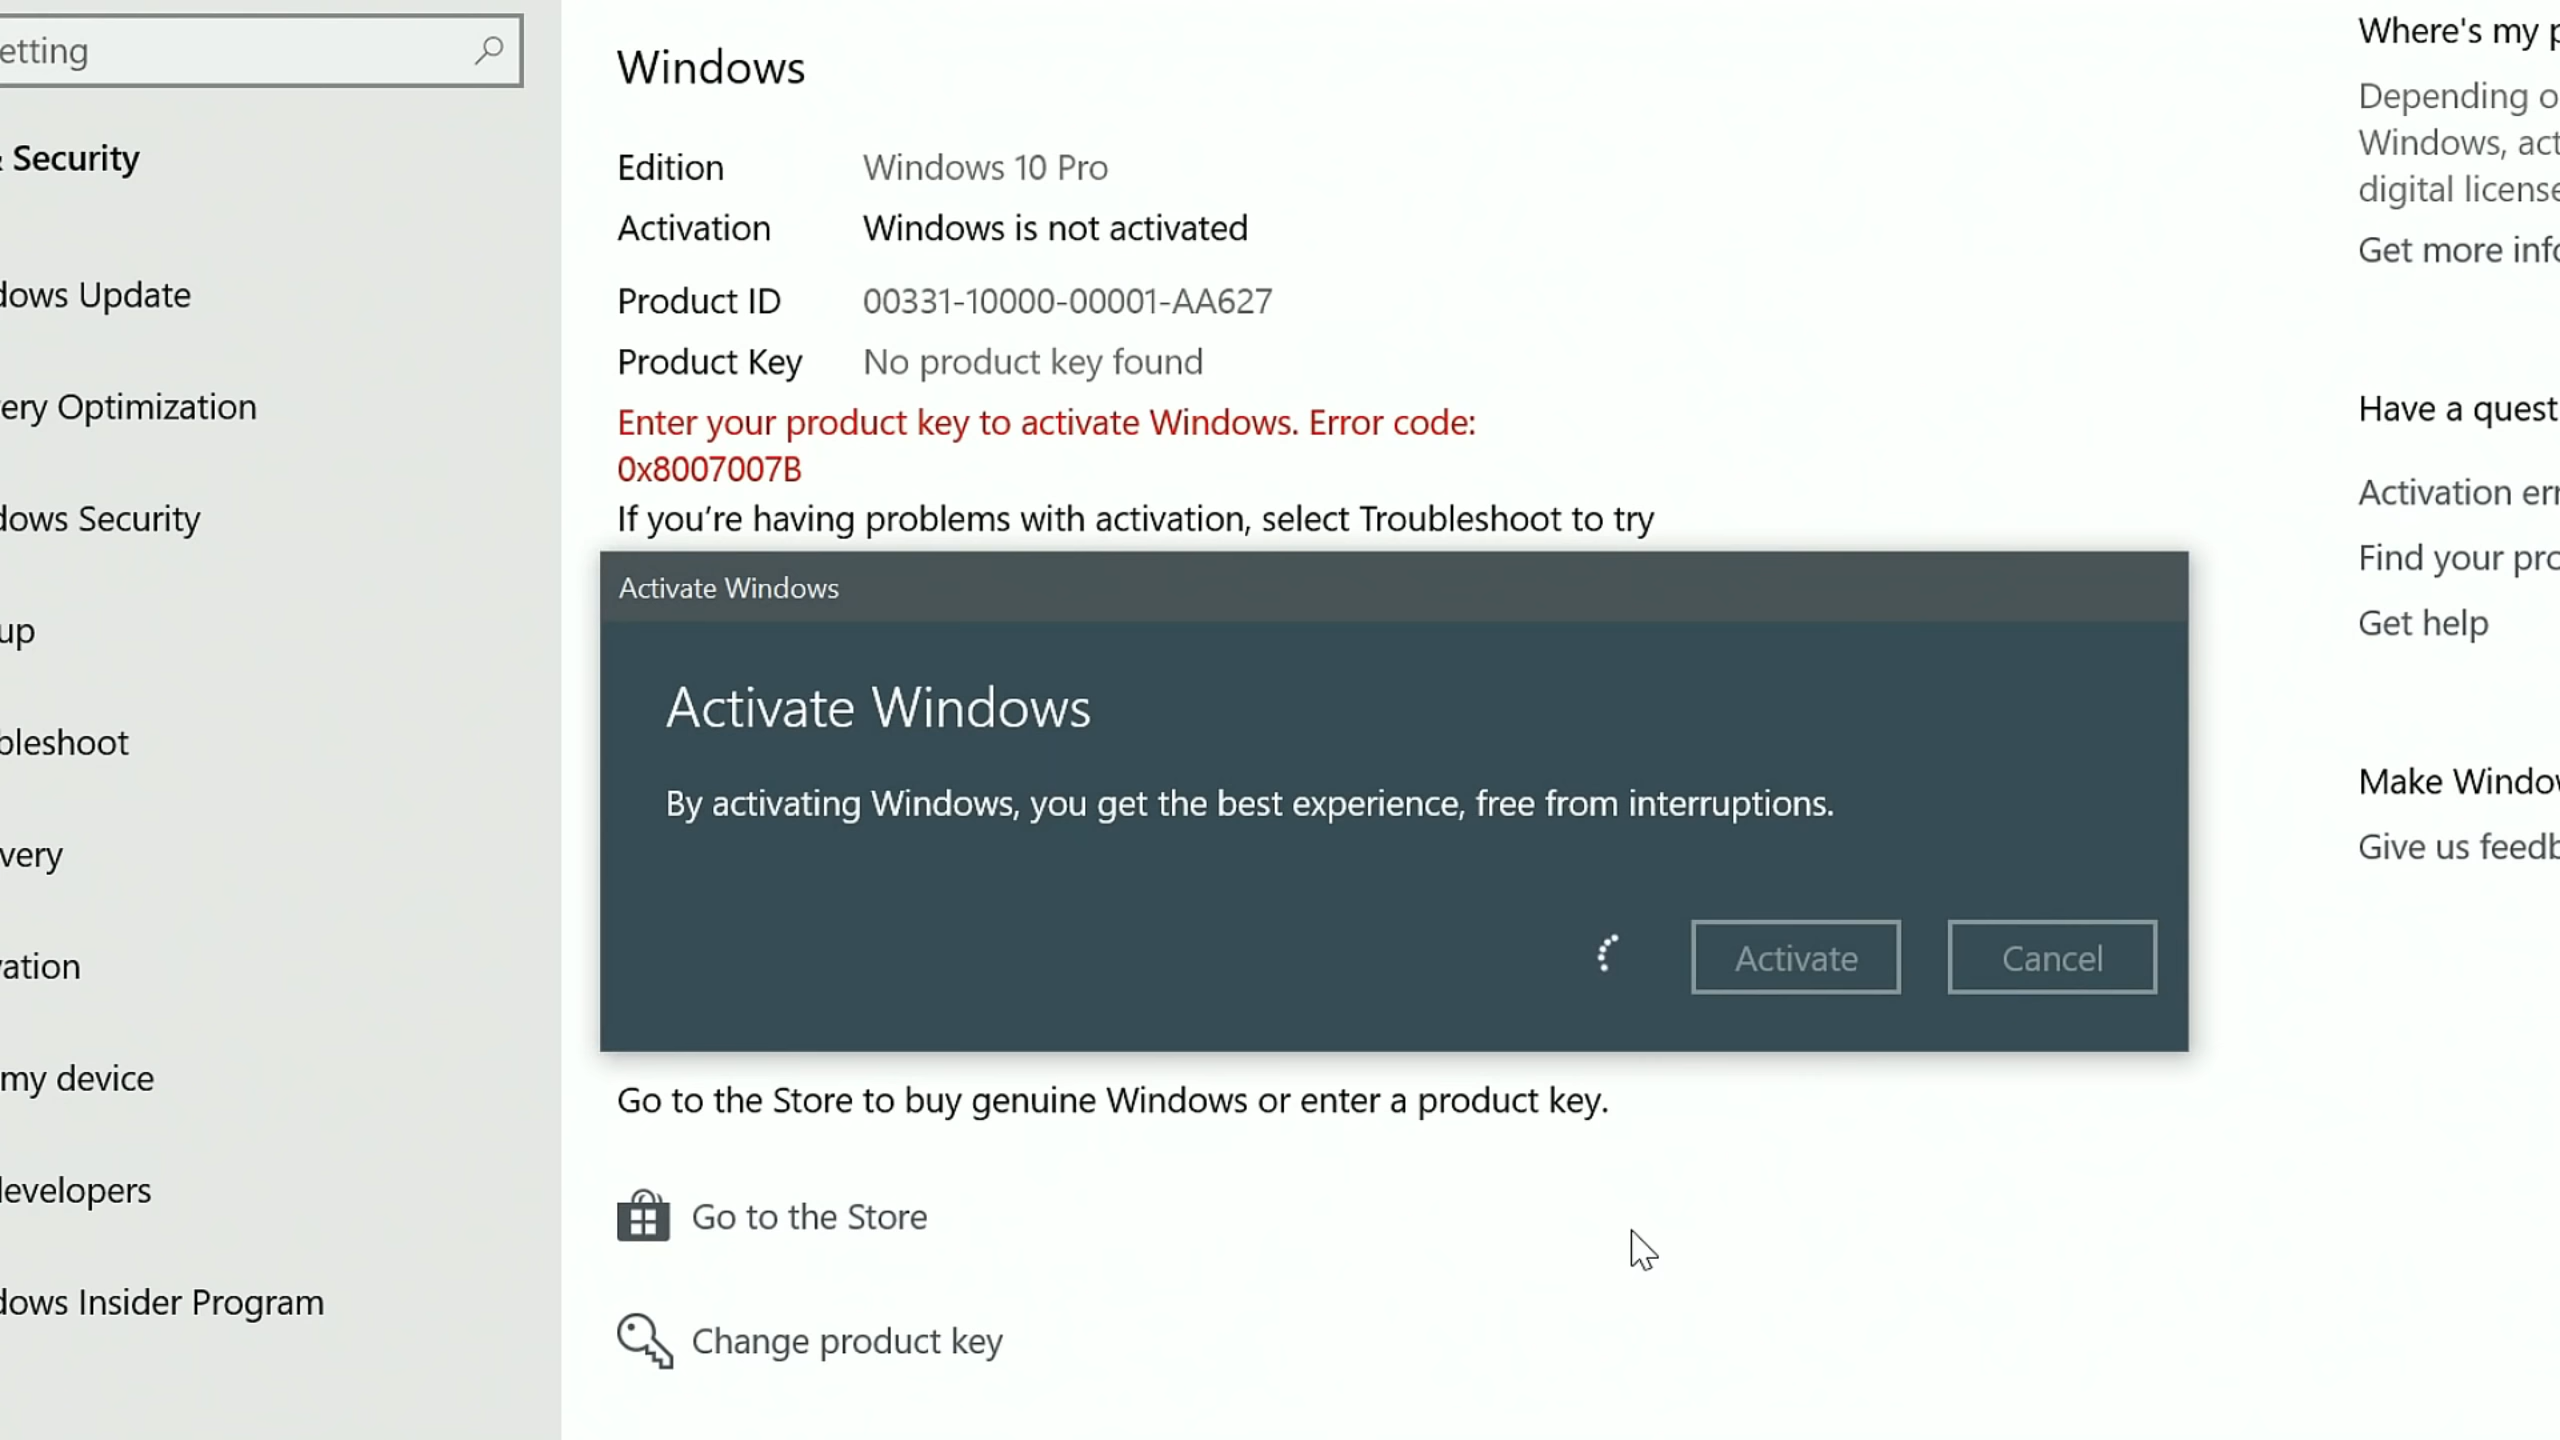 etting
Security
dows Update
ery Optimization
dows Security
up
bleshoot
very
vation
my device
developers
dows Insider Program
Windows
Edition Windows 10 Pro
Activation Windows is not activated
Product ID 00331-10000-00001-AA627
Product Key No product key found
Enter your product key to activate Windows. Error code:
0x8007007B
If you’re having problems with activation, select Troubleshoot to try
Activate Windows
Activate Windows
By activating Windows, you get the best experience, free from interruptions.
Activate Cancel
Go to the Store to buy genuine Windows or enter a product key.
Go to the Store
Change product key
Where's my p
Depending o
Windows, act
digital license
Get more info
Have a quest
Activation err
Find your pro
Get help
Make Window
Give us feedb